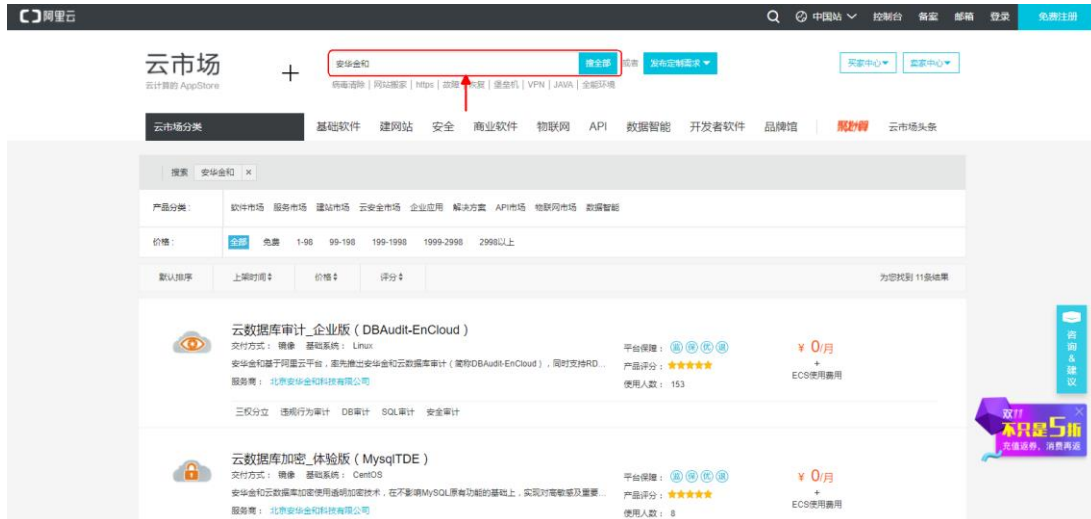 阿里云
中国站 控制台 备案 邮箱 登录 免费注册
云市场
云计算的 AppStore
安华金和 搜全部 或者 发布定制需求
病毒清除 | 网站搬家 | https | 故障 恢复 | 堡垒机 | VPN | JAVA | 全能环境
买家中心 卖家中心
云市场分类 基础软件 建网站 安全 商业软件 物联网 API 数据智能 开发者软件 品牌馆 云市场头条
搜索 安华金和 ×
产品分类: 软件市场 服务市场 建站市场 云安全市场 企业应用 解决方案 API市场 物联网市场 数据智能
价格: 全部 免费 1-98 99-198 199-1998 1999-2998 2998以上
默认排序 上架时间 价格 评分 为您找到 11条结果
云数据库审计_企业版(DBAudit-EnCloud)
交付方式: 镜像 基础系统: Linux
安华金和基于阿里云平台,率先推出安华金和云数据库审计(简称DBAudit-EnCloud),同时支持RD...
服务商: 北京安华金和科技有限公司
平台保障: 监 保 优 退
产品评分:
使用人数: 153
¥ 0/月
+
ECS使用费用
三权分立 违规行为审计 DB审计 SQL审计 安全审计
云数据库加密_体验版(MysqlTDE)
交付方式: 镜像 基础系统: CentOS
安华金和云数据库加密使用透明加密技术,在不影响MySQL原有功能的基础上,实现对高敏感及重要...
服务商: 北京安华金和科技有限公司
平台保障: 监 保 优 退
产品评分:
使用人数: 8
¥ 0/月
+
ECS使用费用
咨询&建议
双11
不只是5折
充值返券,消费再返